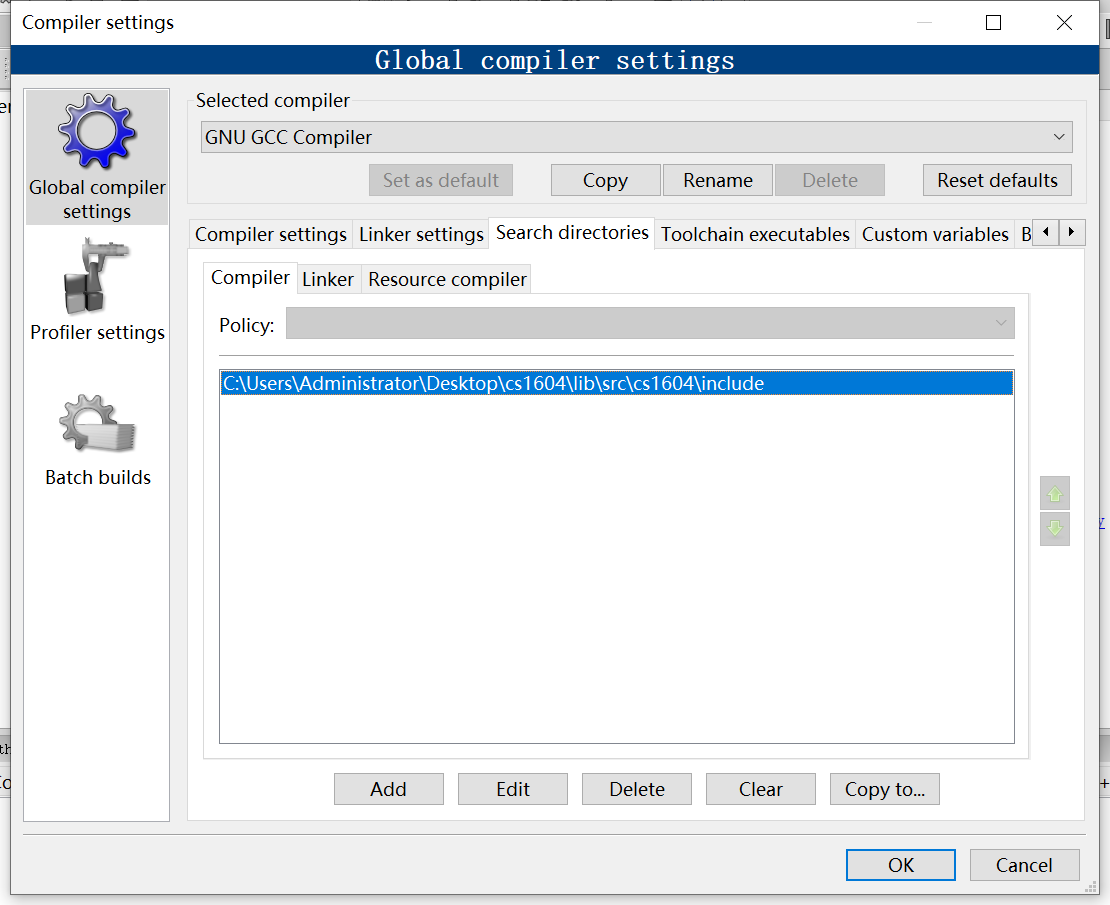 Compiler settings
Global compiler settings
Global compiler
settings
Profiler settings
Batch builds
Selected compiler
GNU GCC Compiler
Set as default
Copy
Rename
Delete
Reset defaults
Compiler settings
Linker settings
Search directories
Toolchain executables
Custom variables
B
Compiler
Linker
Resource compiler
Policy:
C:\Users\Administrator\Desktop\cs1604\lib\src\cs1604\include
Add
Edit
Delete
Clear
Copy to...
OK
Cancel